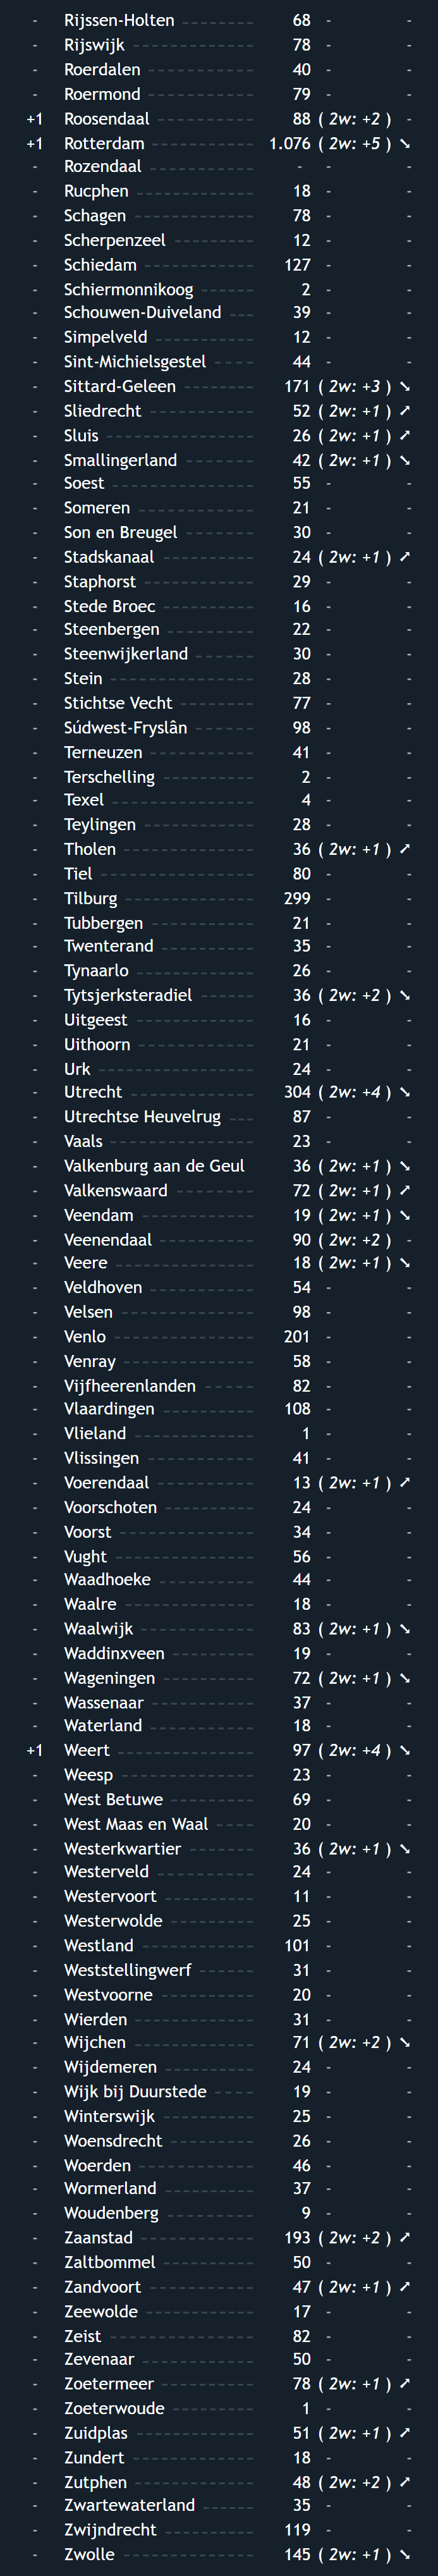 - Rijssen-Holten 68 - -
- Rijswijk 78 - -
- Roerdalen 40 - -
- Roermond 79 - -
+1 Roosendaal 88 ( 2w: +2 ) -
+1 Rotterdam 1.076 ( 2w: +5 ) ↘
- Rozendaal - - -
- Rucphen 18 - -
- Schagen 78 - -
- Scherpenzeel 12 - -
- Schiedam 127 - -
- Schiermonnikoog 2 - -
- Schouwen-Duiveland 39 - -
- Simpelveld 12 - -
- Sint-Michielsgestel 44 - -
- Sittard-Geleen 171 ( 2w: +3 ) ↘
- Sliedrecht 52 ( 2w: +1 ) ↗
- Sluis 26 ( 2w: +1 ) ↗
- Smallingerland 42 ( 2w: +1 ) ↘
- Soest 55 - -
- Someren 21 - -
- Son en Breugel 30 - -
- Stadskanaal 24 ( 2w: +1 ) ↗
- Staphorst 29 - -
- Stede Broec 16 - -
- Steenbergen 22 - -
- Steenwijkerland 30 - -
- Stein 28 - -
- Stichtse Vecht 77 - -
- Súdwest-Fryslân 98 - -
- Terneuzen 41 - -
- Terschelling 2 - -
- Texel 4 - -
- Teylingen 28 - -
- Tholen 36 ( 2w: +1 ) ↗
- Tiel 80 - -
- Tilburg 299 - -
- Tubbergen 21 - -
- Twenterand 35 - -
- Tynaarlo 26 - -
- Tytsjerksteradiel 36 ( 2w: +2 ) ↘
- Uitgeest 16 - -
- Uithoorn 21 - -
- Urk 24 - -
- Utrecht 304 ( 2w: +4 ) ↘
- Utrechtse Heuvelrug 87 - -
- Vaals 23 - -
- Valkenburg aan de Geul 36 ( 2w: +1 ) ↘
- Valkenswaard 72 ( 2w: +1 ) ↗
- Veendam 19 ( 2w: +1 ) ↘
- Veenendaal 90 ( 2w: +2 ) -
- Veere 18 ( 2w: +1 ) ↘
- Veldhoven 54 - -
- Velsen 98 - -
- Venlo 201 - -
- Venray 58 - -
- Vijfheerenlanden 82 - -
- Vlaardingen 108 - -
- Vlieland 1 - -
- Vlissingen 41 - -
- Voerendaal 13 ( 2w: +1 ) ↗
- Voorschoten 24 - -
- Voorst 34 - -
- Vught 56 - -
- Waadhoeke 44 - -
- Waalre 18 - -
- Waalwijk 83 ( 2w: +1 ) ↘
- Waddinxveen 19 - -
- Wageningen 72 ( 2w: +1 ) ↘
- Wassenaar 37 - -
- Waterland 18 - -
+1 Weert 97 ( 2w: +4 ) ↘
- Weesp 23 - -
- West Betuwe 69 - -
- West Maas en Waal 20 - -
- Westerkwartier 36 ( 2w: +1 ) ↘
- Westerveld 24 - -
- Westervoort 11 - -
- Westerwolde 25 - -
- Westland 101 - -
- Weststellingwerf 31 - -
- Westvoorne 20 - -
- Wierden 31 - -
- Wijchen 71 ( 2w: +2 ) ↘
- Wijdemeren 24 - -
- Wijk bij Duurstede 19 - -
- Winterswijk 25 - -
- Woensdrecht 26 - -
- Woerden 46 - -
- Wormerland 37 - -
- Woudenberg 9 - -
- Zaanstad 193 ( 2w: +2 ) ↗
- Zaltbommel 50 - -
- Zandvoort 47 ( 2w: +1 ) ↗
- Zeewolde 17 - -
- Zeist 82 - -
- Zevenaar 50 - -
- Zoetermeer 78 ( 2w: +1 ) ↗
- Zoeterwoude 1 - -
- Zuidplas 51 ( 2w: +1 ) ↗
- Zundert 18 - -
- Zutphen 48 ( 2w: +2 ) ↗
- Zwartewaterland 35 - -
- Zwijndrecht 119 - -
- Zwolle 145 ( 2w: +1 ) ↘